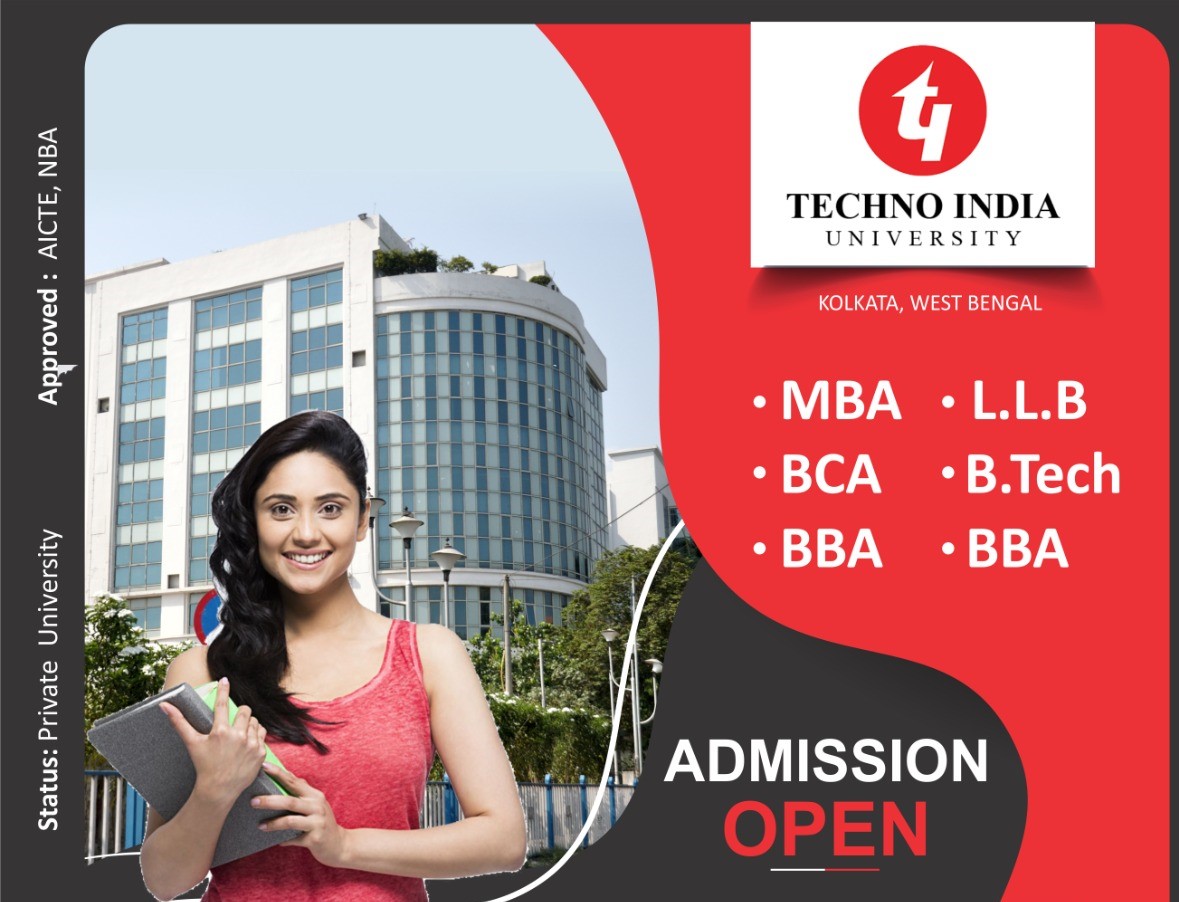 Approved : AICTE, NBA
Status: Private University
TECHNO INDIA
UNIVERSITY
KOLKATA, WEST BENGAL
• MBA • L.L.B
• BCA • B.Tech
• BBA • BBA
ADMISSION
OPEN